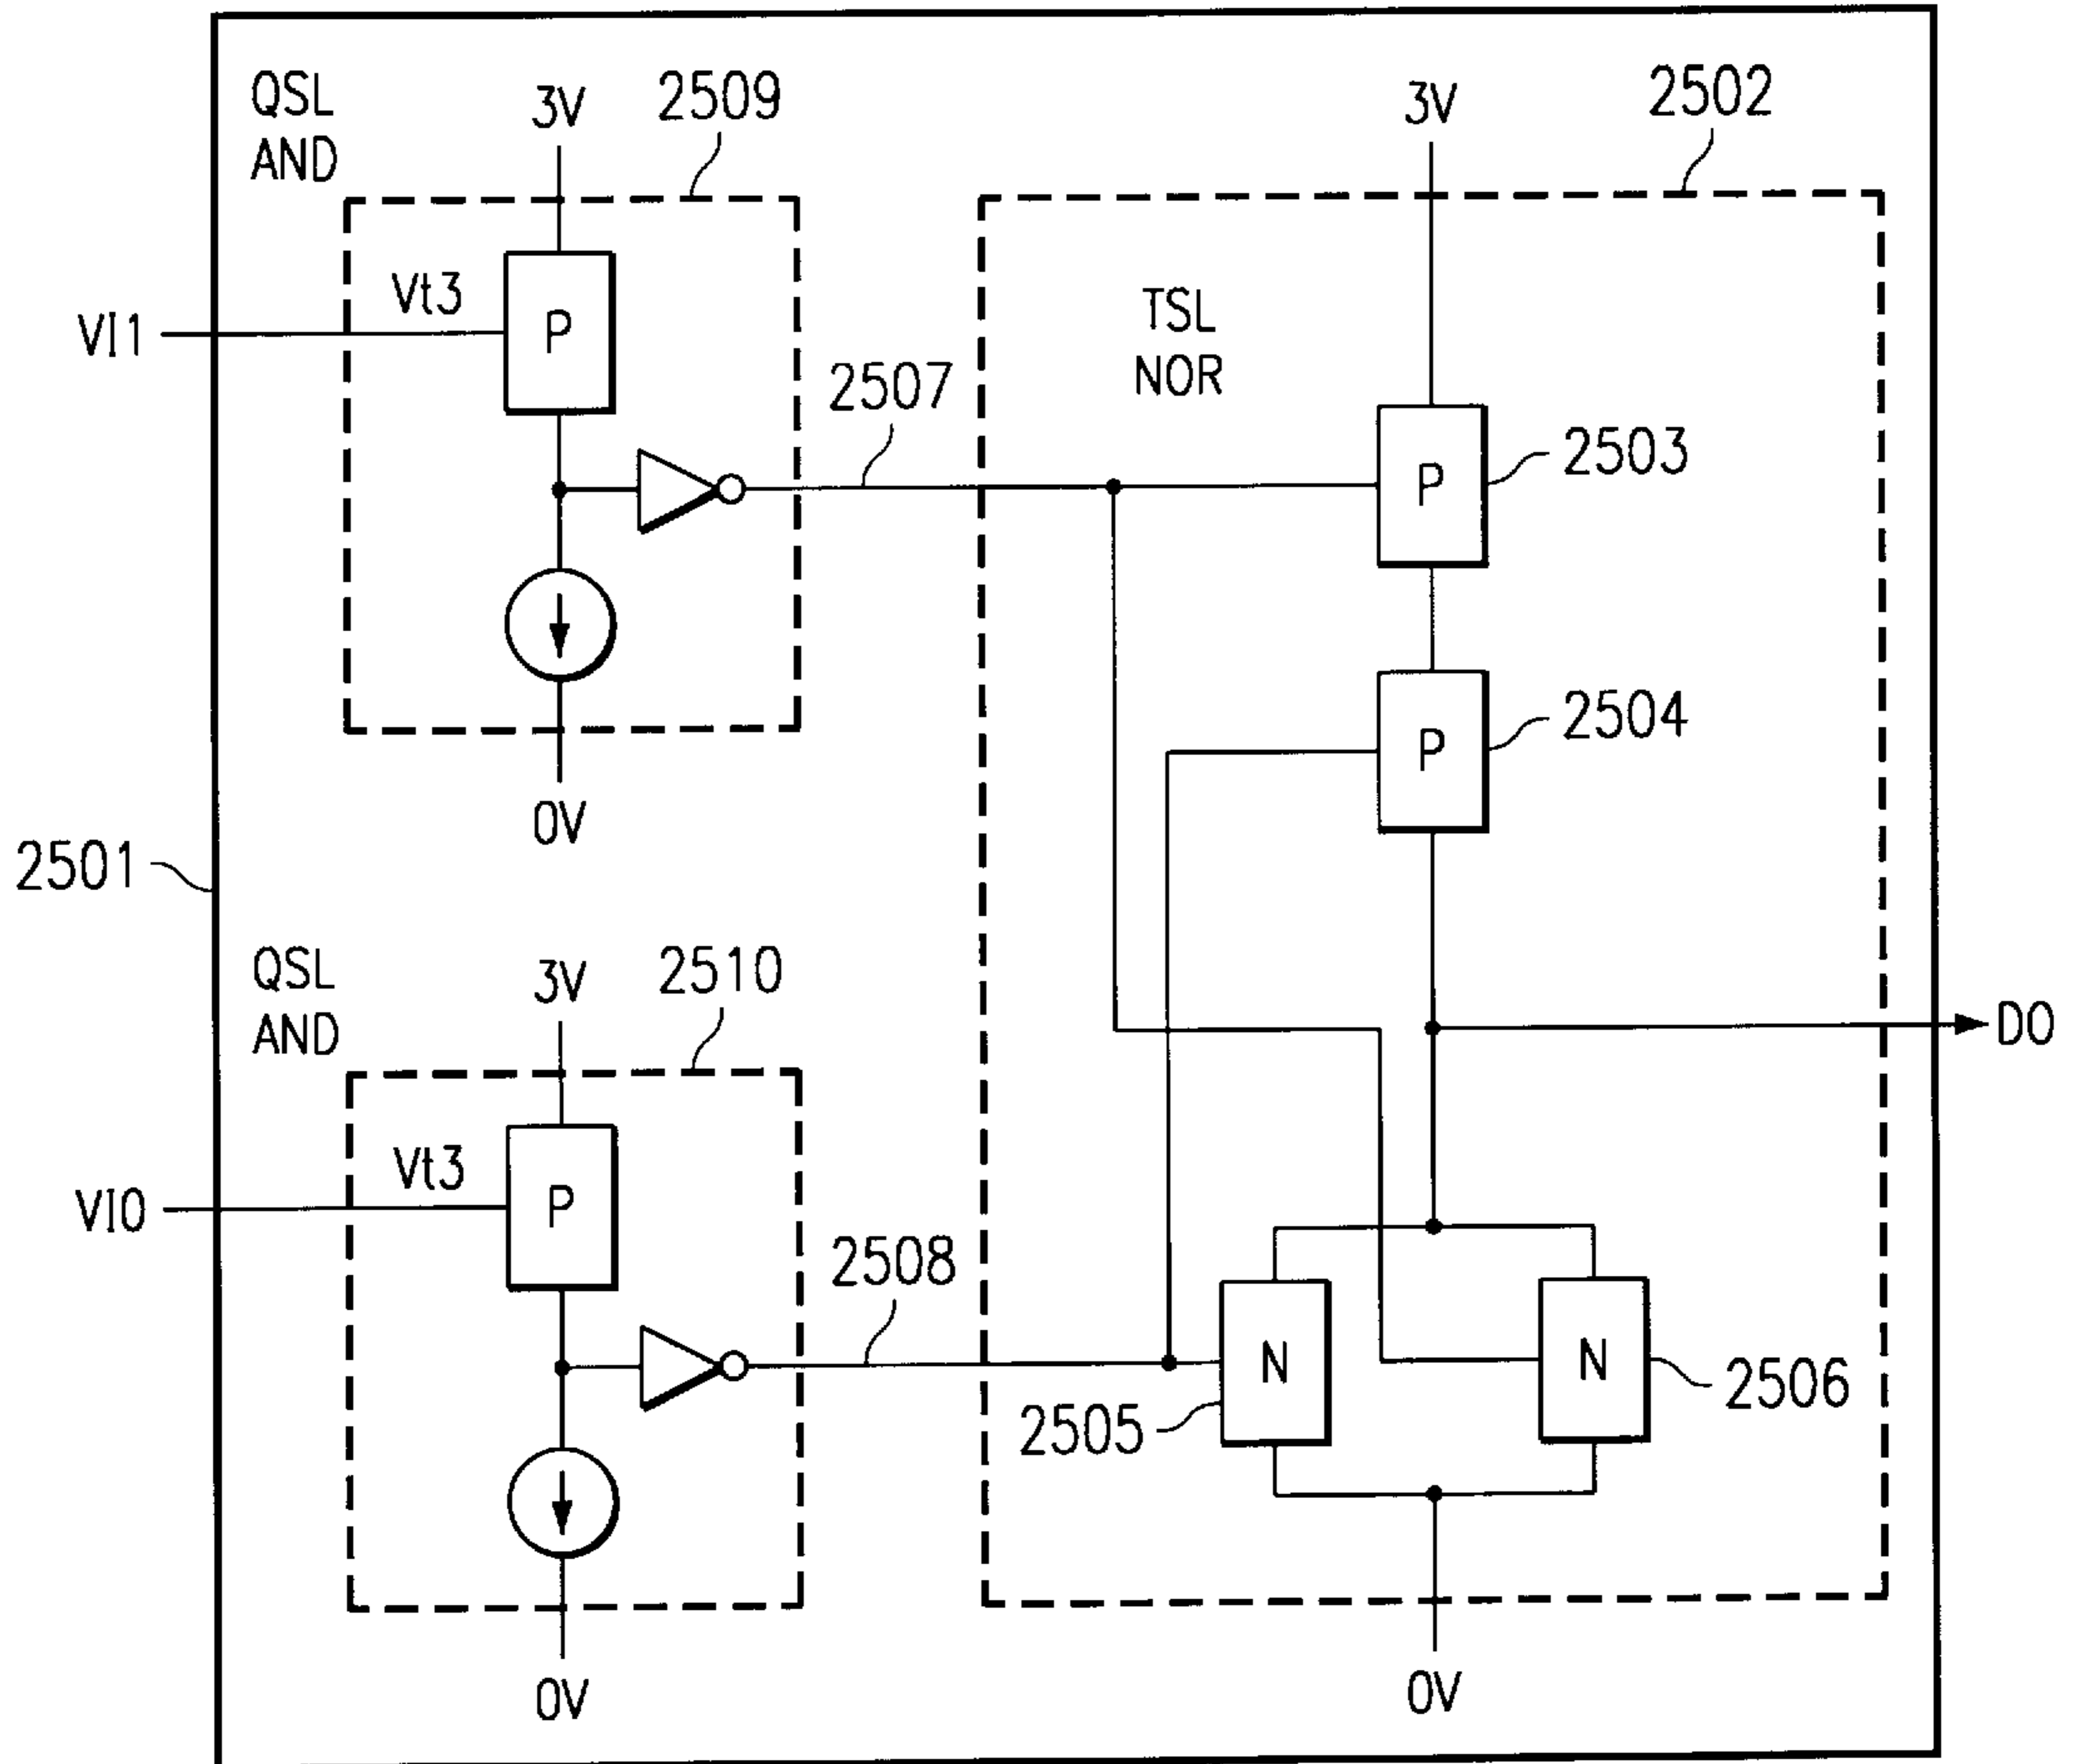 QSL
AND
3V
2509
3V
2502
VI1
Vt3
P
TSL
NOR
2507
P
2503
P
2504
0V
2501
QSL
AND
3V
2510
DO
VI0
Vt3
P
2508
N
N
2505
2506
0V
0V